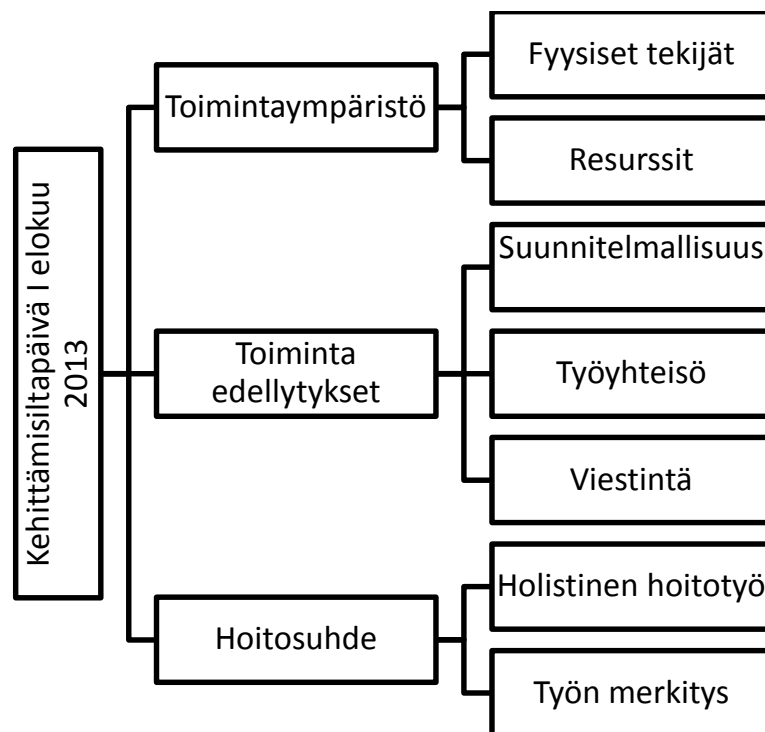 Kehittämisiltapäivä I elokuu
2013
Toimintaympäristö
Fyysiset tekijät
Resurssit
Toiminta
edellytykset
Suunnitelmallisuus
Työyhteisö
Viestintä
Hoitosuhde
Holistinen hoitotyö
Työn merkitys